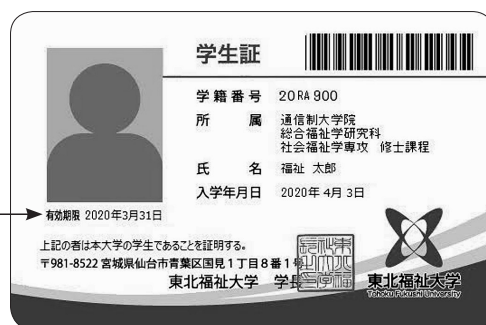 学生証
学籍番号 20RA900
所属 通信制大学院
総合福祉学研究科
社会福祉学専攻 修士課程
氏名 福祉 太郎
入学年月日 2020年4月3日
有効期限 2020年3月31日
上記の者は本大学の学生であることを証明する。
〒981-8522 宮城県仙台市青葉区国見1丁目8番1号
東北福祉大学 学長
東北福祉大学
Tohoku Fukushi University